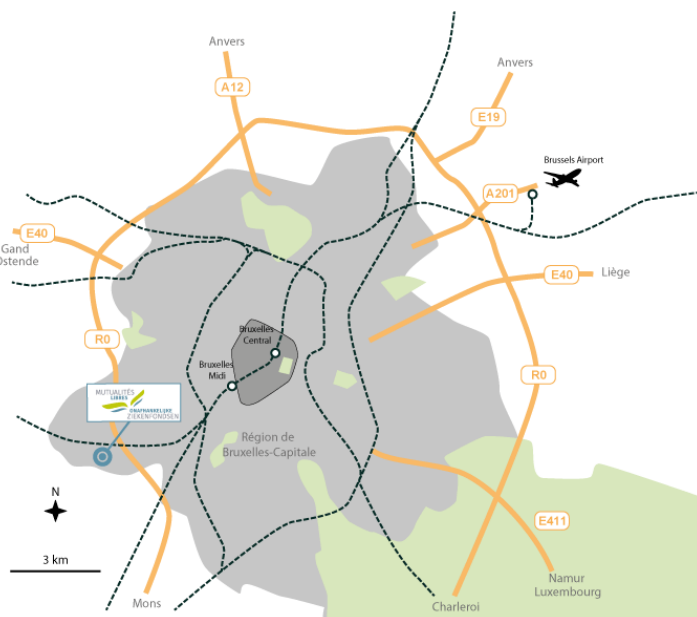 Anvers
Anvers
A12
E19
Brussels Airport
A201
E40
Gand
Ostende
E40
Liège
R0
Bruxelles
Central
Bruxelles
Midi
R0
MUTUALITÉS
LIBRES
ONAFHANKELIJKE
ZIEKENFONDSEN
Région de
Bruxelles-Capitale
N
E411
3 km
Namur
Luxembourg
Mons
Charleroi